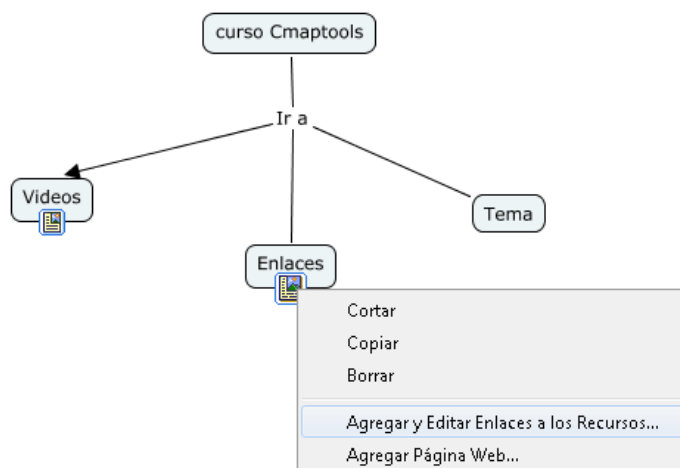 curso Cmaptools
Ir a
Videos
Tema
Enlaces
Cortar
Copiar
Borrar
Agregar y Editar Enlaces a los Recursos...
Agregar Página Web...